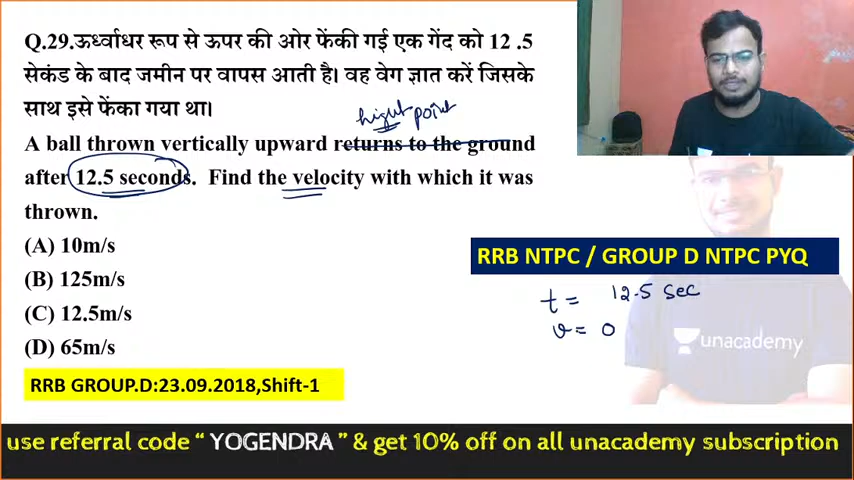 Q.29.ऊर्ध्वाधर रूप से ऊपर की ओर फेंकी गई एक गेंद को 12 .5
सेकंड के बाद जमीन पर वापस आती है। वह वेग ज्ञात करें जिसके
साथ इसे फेंका गया था।
hight point
A ball thrown vertically upward returns to the ground
after 12.5 seconds. Find the velocity with which it was
thrown.
(A) 10m/s
(B) 125m/s
(C) 12.5m/s
(D) 65m/s
RRB GROUP.D:23.09.2018,Shift-1
RRB NTPC / GROUP D NTPC PYQ
t = 12.5 sec
v = 0
unacademy
use referral code “ YOGENDRA ” & get 10% off on all unacademy subscription